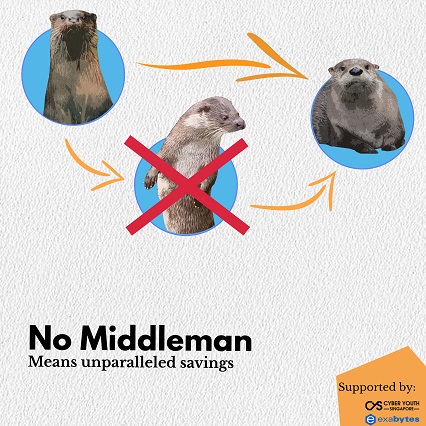 No Middleman
Means unparalleled savings
Supported by:
CYBER YOUTH
SINGAPORE
exabytes